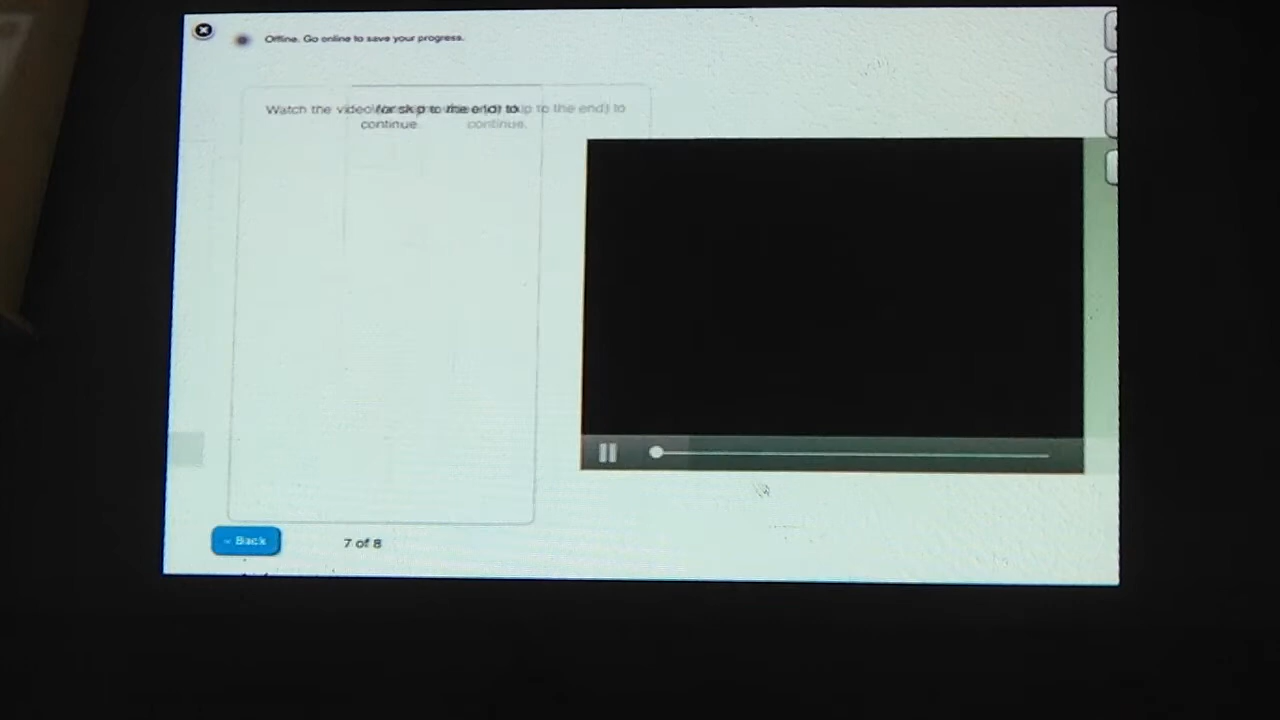 Offline. Go online to save your progress.
Watch the video (or skip to the end) to
continue.
continue.
« Back
7 of 8